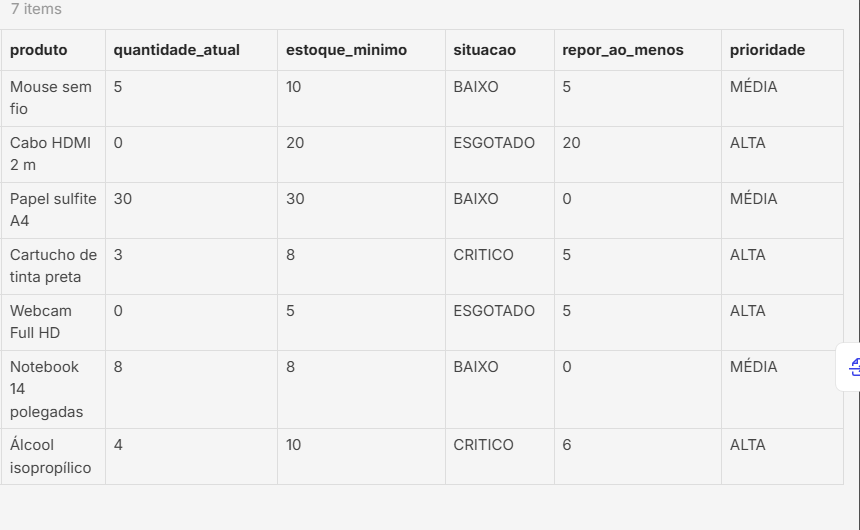 7 items
produto quantidade_atual estoque_minimo situacao repor_ao_menos prioridade
Mouse sem 5 10 BAIXO 5 MÉDIA
fio
Cabo HDMI 0 20 ESGOTADO 20 ALTA
2 m
Papel sulfite 30 30 BAIXO 0 MÉDIA
A4
Cartucho de 3 8 CRITICO 5 ALTA
tinta preta
Webcam 0 5 ESGOTADO 5 ALTA
Full HD
Notebook 8 8 BAIXO 0 MÉDIA
14
polegadas
Álcool 4 10 CRITICO 6 ALTA
isopropílico